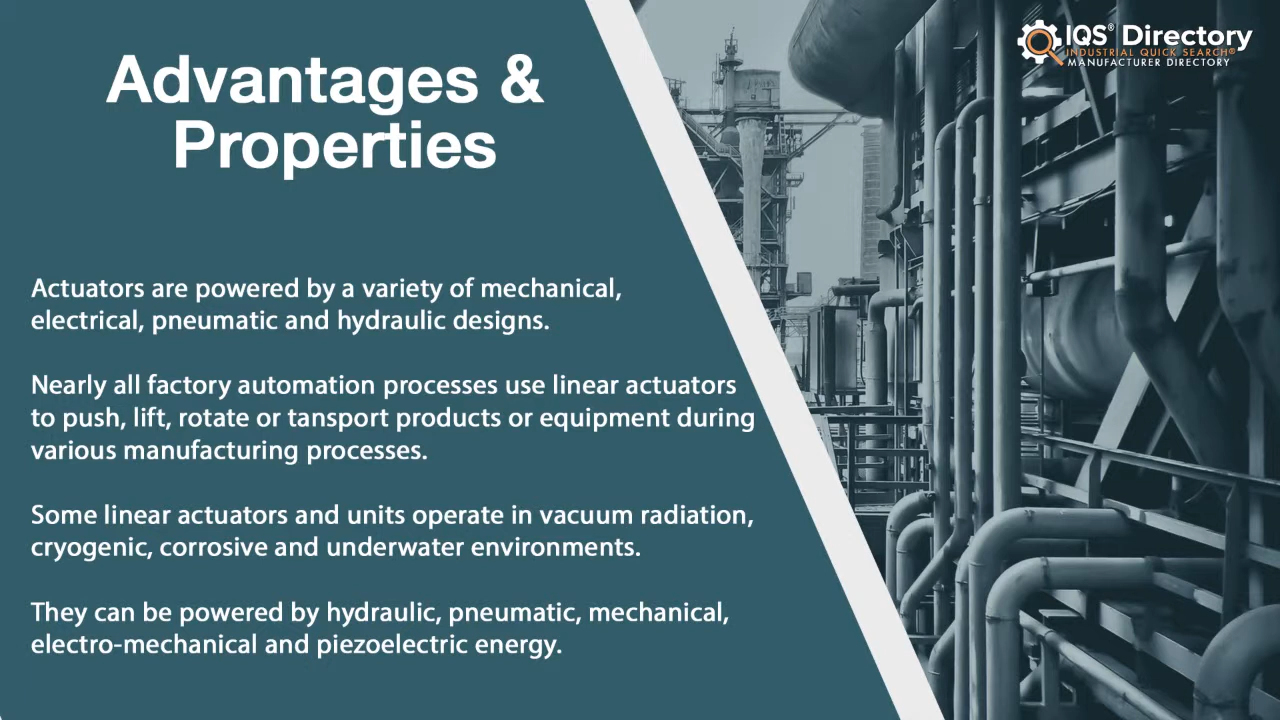 Advantages &
Properties
IQS® Directory
INDUSTRIAL QUICK SEARCH®
MANUFACTURER DIRECTORY
Actuators are powered by a variety of mechanical,
electrical, pneumatic and hydraulic designs.
Nearly all factory automation processes use linear actuators
to push, lift, rotate or tansport products or equipment during
various manufacturing processes.
Some linear actuators and units operate in vacuum radiation,
cryogenic, corrosive and underwater environments.
They can be powered by hydraulic, pneumatic, mechanical,
electro-mechanical and piezoelectric energy.